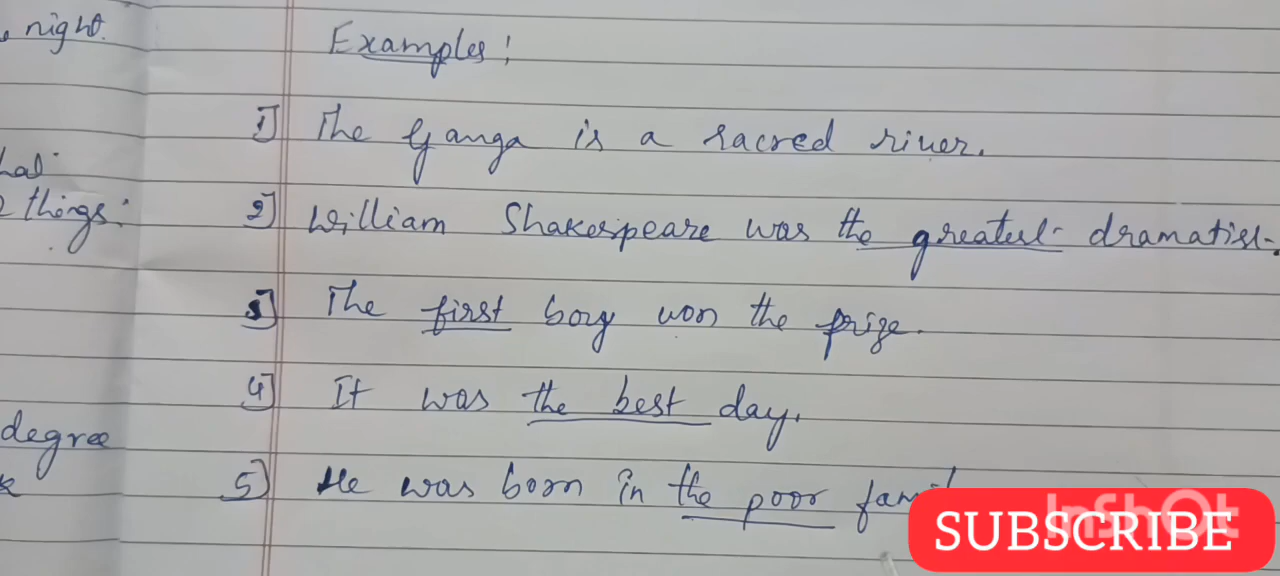 night.
Examples:
1] The Ganga is a sacred river.
things:
2] William Shakespeare was the greatest dramatist.
3] The first boy won the prize.
4] It was the best day.
degree
5] He was born in the poor
SUBSCRIBE
InShot